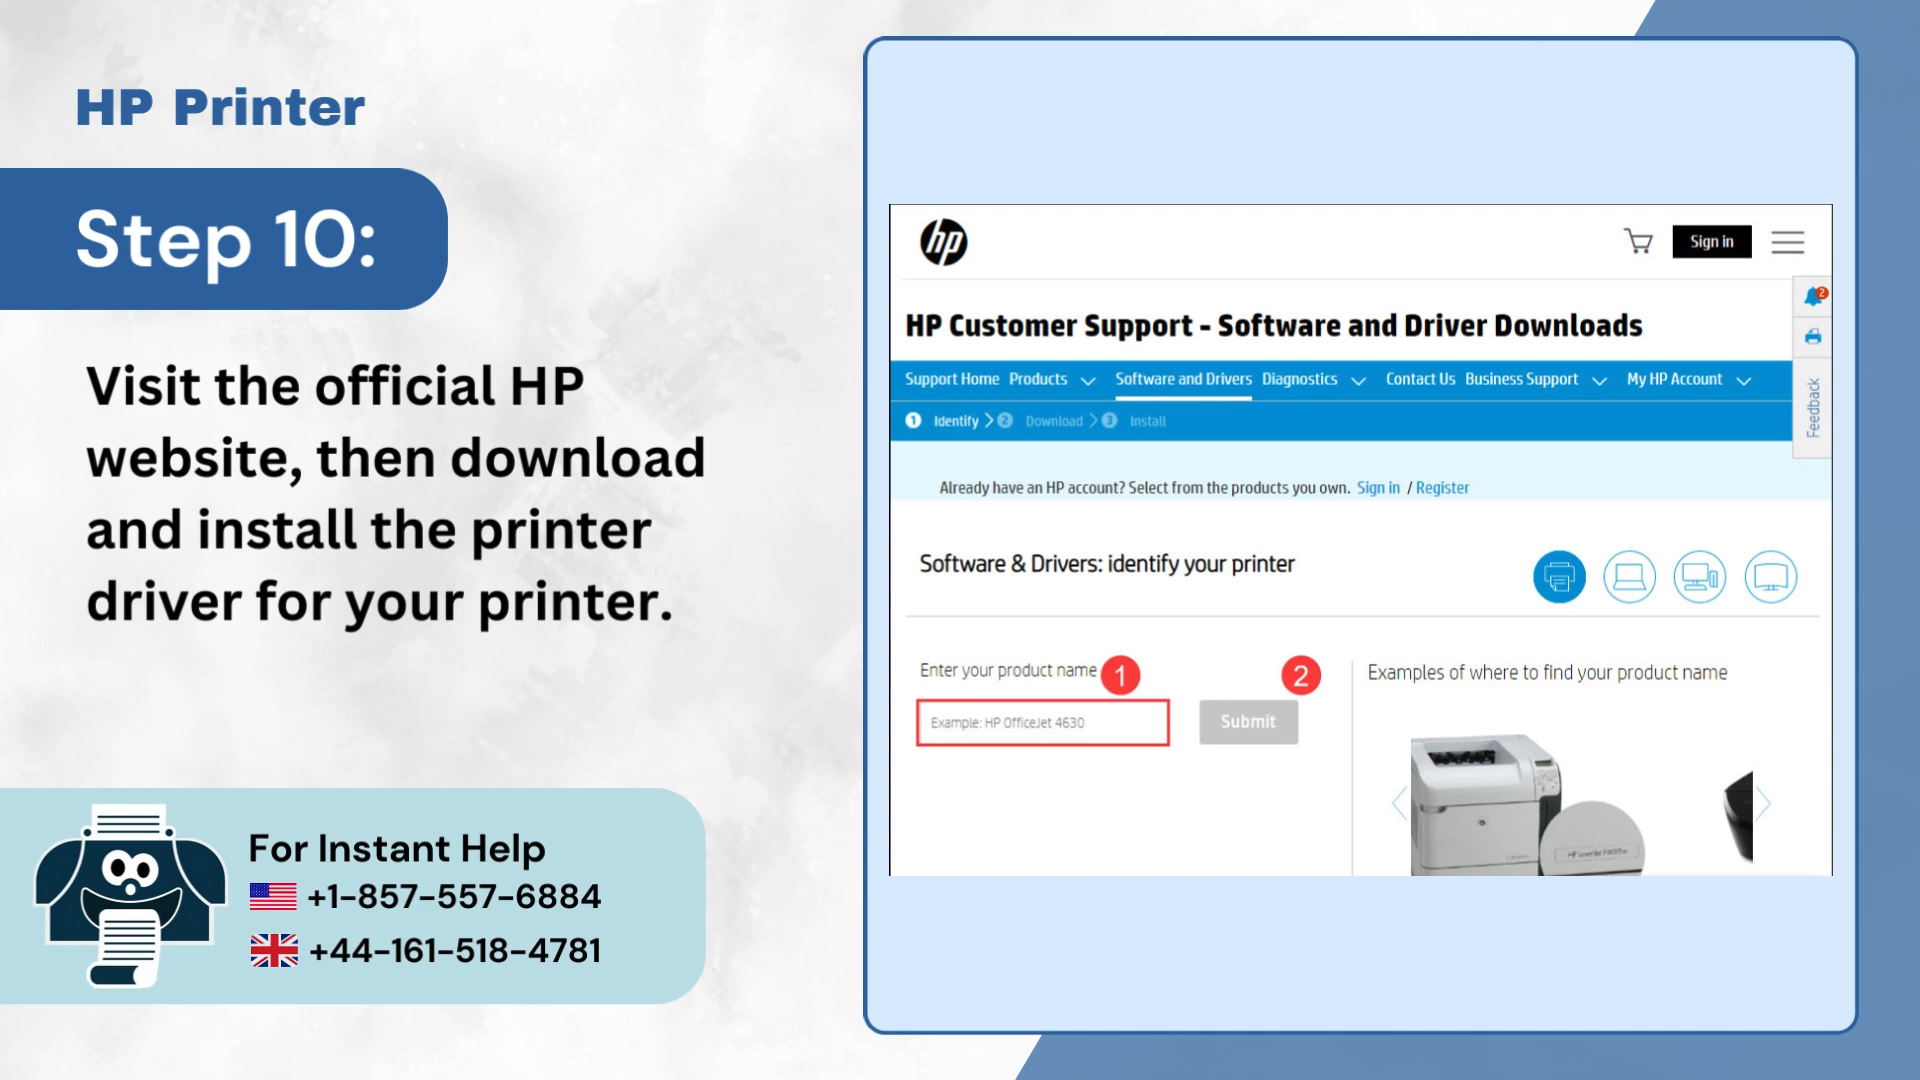 HP Printer
Step 10:
Visit the official HP
website, then download
and install the printer
driver for your printer.
For Instant Help
+1-857-557-6884
+44-161-518-4781
hp
Sign in
2
HP Customer Support - Software and Driver Downloads
Support Home Products Software and Drivers Diagnostics Contact Us Business Support My HP Account
1 Identify 2 Download 3 Install
Feedback
Already have an HP account? Select from the products you own. Sign in / Register
Software & Drivers: identify your printer
Enter your product name 1 2
Examples of where to find your product name
Example: HP OfficeJet 4630
Submit